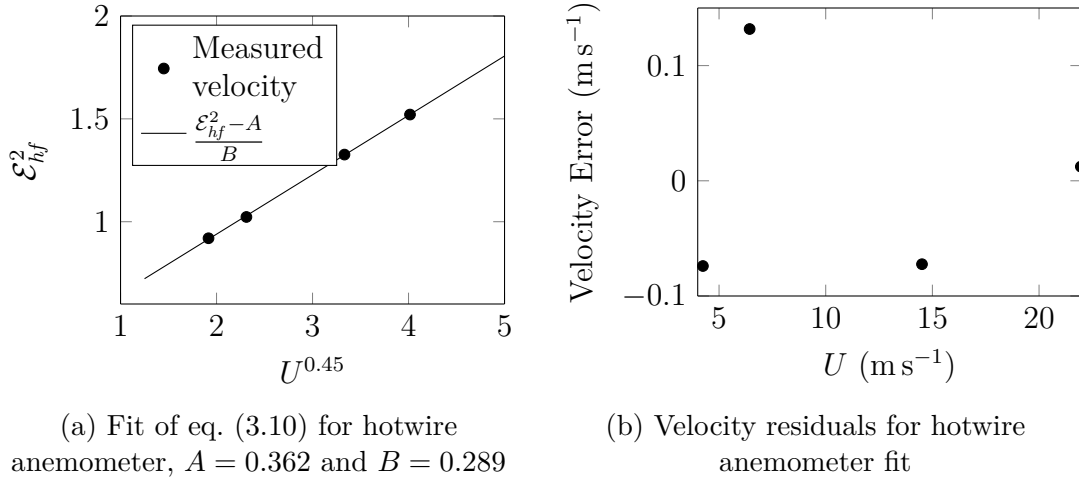 2
1.5
1
ℰ²_hf
Measured
velocity
ℰ²_hf − A
B
1 2 3 4 5
U^0.45
(a) Fit of eq. (3.10) for hotwire
anemometer, A = 0.362 and B = 0.289
0.1
0
−0.1
Velocity Error (m s⁻¹)
5 10 15 20
U (m s⁻¹)
(b) Velocity residuals for hotwire
anemometer fit